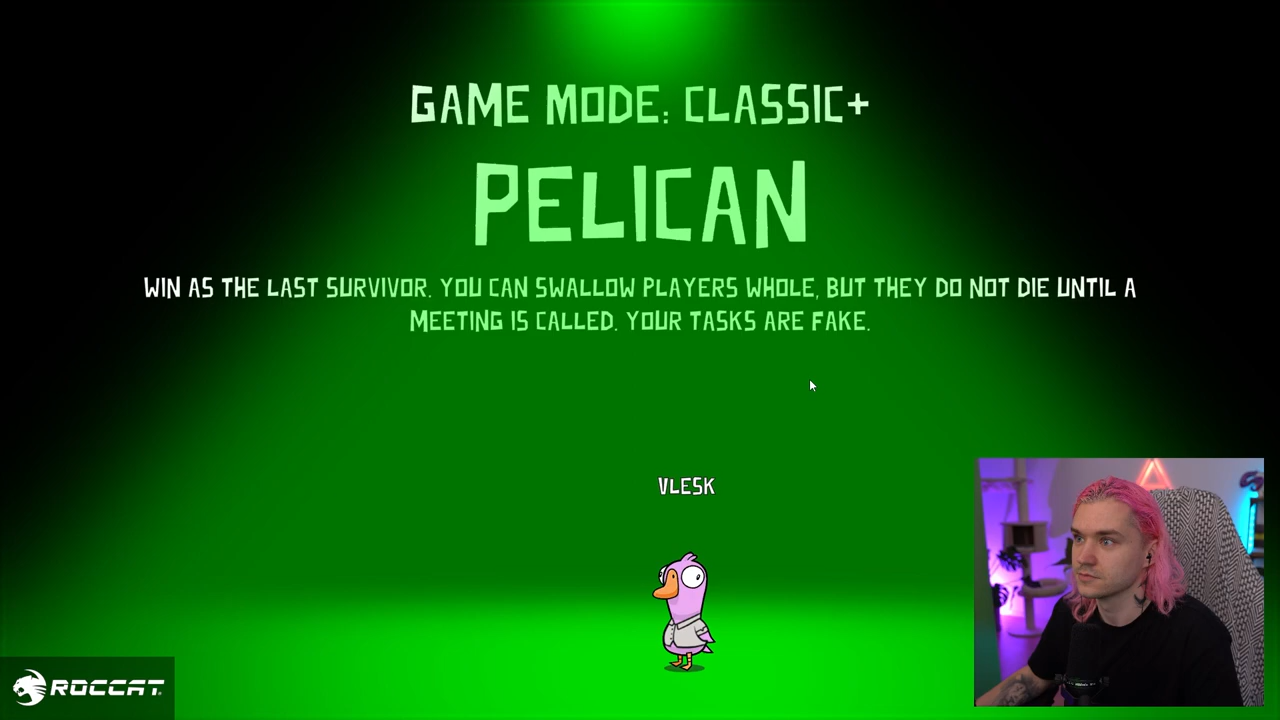 GAME MODE: CLASSIC+
PELICAN
WIN AS THE LAST SURVIVOR. YOU CAN SWALLOW PLAYERS WHOLE, BUT THEY DO NOT DIE UNTIL A
MEETING IS CALLED. YOUR TASKS ARE FAKE.
VLESK
ROCCAT